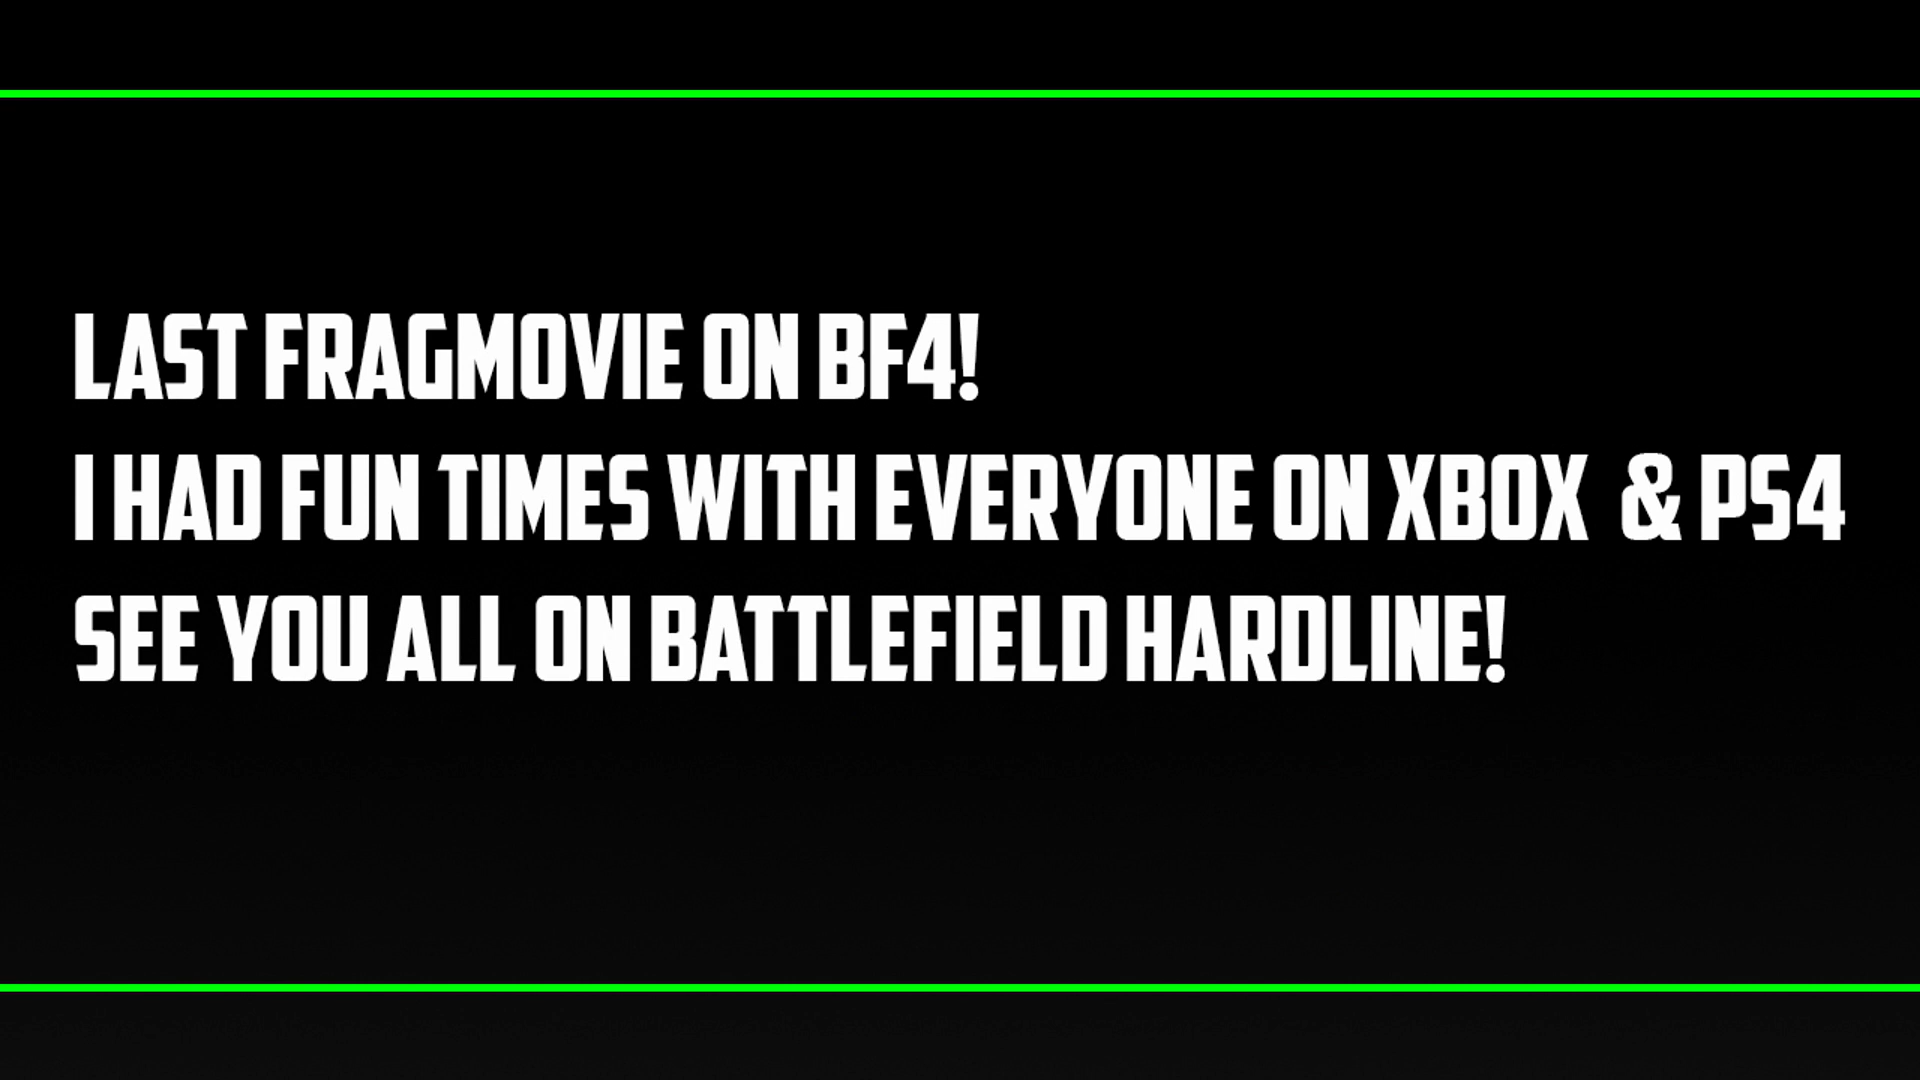 LAST FRAGMOVIE ON BF4!
I HAD FUN TIMES WITH EVERYONE ON XBOX & PS4
SEE YOU ALL ON BATTLEFIELD HARDLINE!